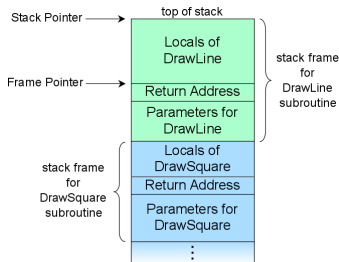 top of stack
Stack Pointer
Locals of
DrawLine
stack frame
for
DrawLine
subroutine
Frame Pointer
Return Address
Parameters for
DrawLine
Locals of
DrawSquare
stack frame
for
DrawSquare
subroutine
Return Address
Parameters for
DrawSquare